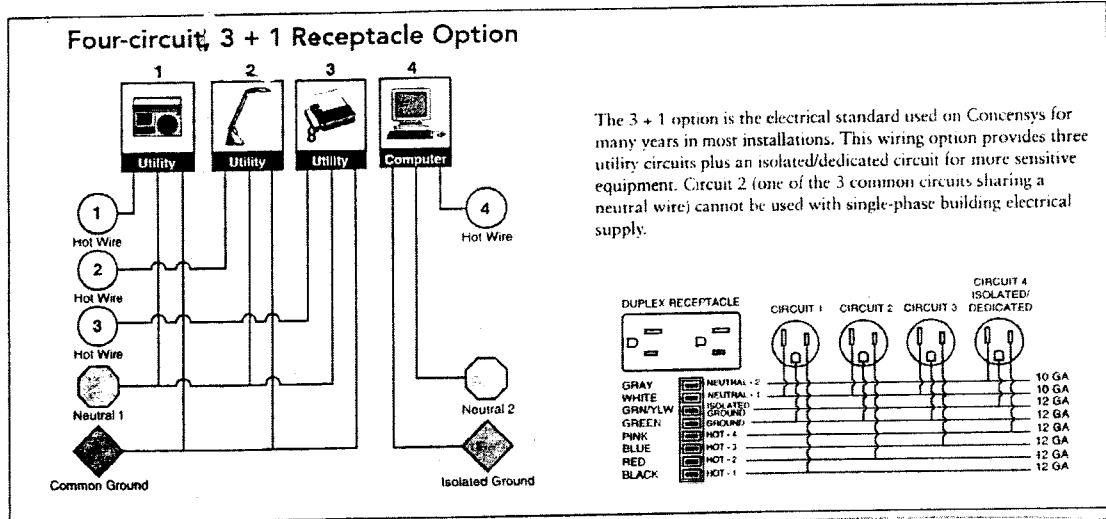 Four-circuit, 3 + 1 Receptacle Option
1 2 3 4
Utility Utility Utility Computer
1
Hot Wire
2
Hot Wire
3
Hot Wire
Neutral 1
Common Ground
4
Hot Wire
Neutral 2
Isolated Ground
The 3 + 1 option is the electrical standard used on Concensys for
many years in most installations. This wiring option provides three
utility circuits plus an isolated/dedicated circuit for more sensitive
equipment. Circuit 2 (one of the 3 common circuits sharing a
neutral wire) cannot be used with single-phase building electrical
supply.
DUPLEX RECEPTACLE
CIRCUIT 1 CIRCUIT 2 CIRCUIT 3
CIRCUIT 4
ISOLATED/
DEDICATED
GRAY NEUTRAL - 2 10 GA
WHITE NEUTRAL - 1 10 GA
GRN/YLW ISOLATED GROUND 12 GA
GREEN GROUND 12 GA
PINK HOT - 4 12 GA
BLUE HOT - 3 12 GA
RED HOT - 2 12 GA
BLACK HOT - 1 12 GA